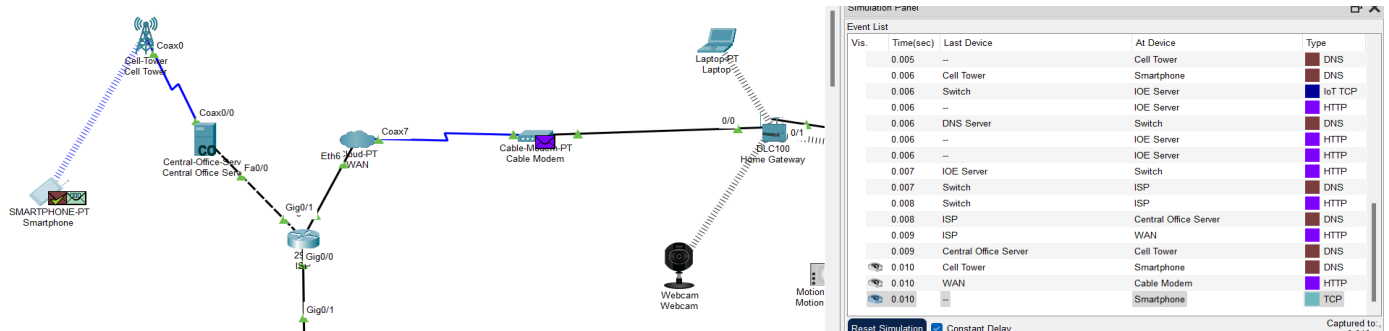 Coax0
Cell-Tower
Cell Tower
Coax0/0
Central-Office-Serv
Central Office Serv
Fa0/0
SMARTPHONE-PT
Smartphone
Gig0/1
Gig0/0
Gig0/1
Coax7
Eth6
loud-PT
WAN
Cable-Modem-PT
Cable Modem
Laptop-PT
Laptop
0/0
0/1
DLC100
Home Gateway
Webcam
Webcam
Motion
Motion
Simulation Panel
Event List
Vis. Time(sec) Last Device At Device Type
0.005 -- Cell Tower DNS
0.006 Cell Tower Smartphone DNS
0.006 Switch IOE Server IoT TCP
0.006 -- IOE Server HTTP
0.006 DNS Server Switch DNS
0.006 -- IOE Server HTTP
0.006 -- IOE Server HTTP
0.007 IOE Server Switch HTTP
0.007 Switch ISP DNS
0.008 Switch ISP HTTP
0.008 ISP Central Office Server DNS
0.009 ISP WAN HTTP
0.009 Central Office Server Cell Tower DNS
0.010 Cell Tower Smartphone DNS
0.010 WAN Cable Modem HTTP
0.010 -- Smartphone TCP
Reset Simulation Constant Delay
Captured to: